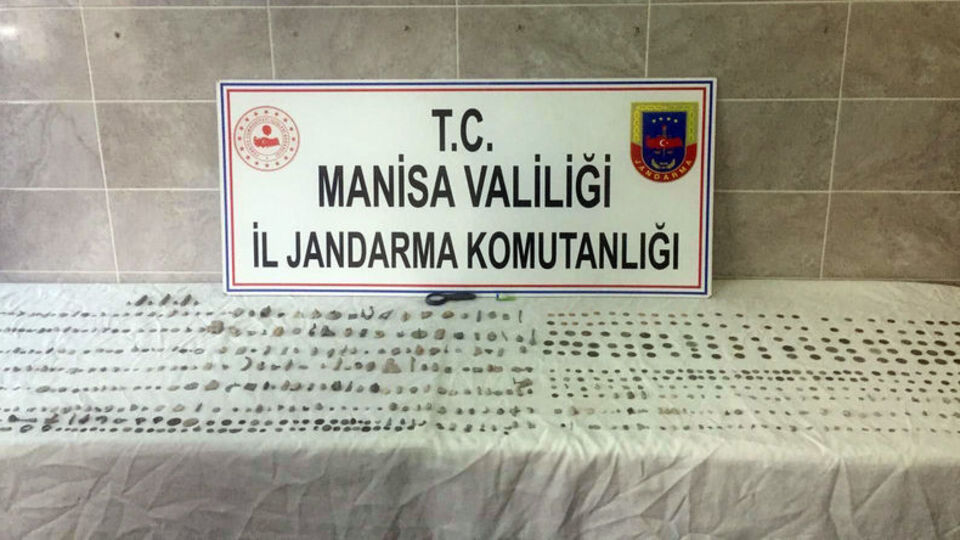 T.C.
MANİSA VALİLİĞİ
İL JANDARMA KOMUTANLIĞI
JANDARMA